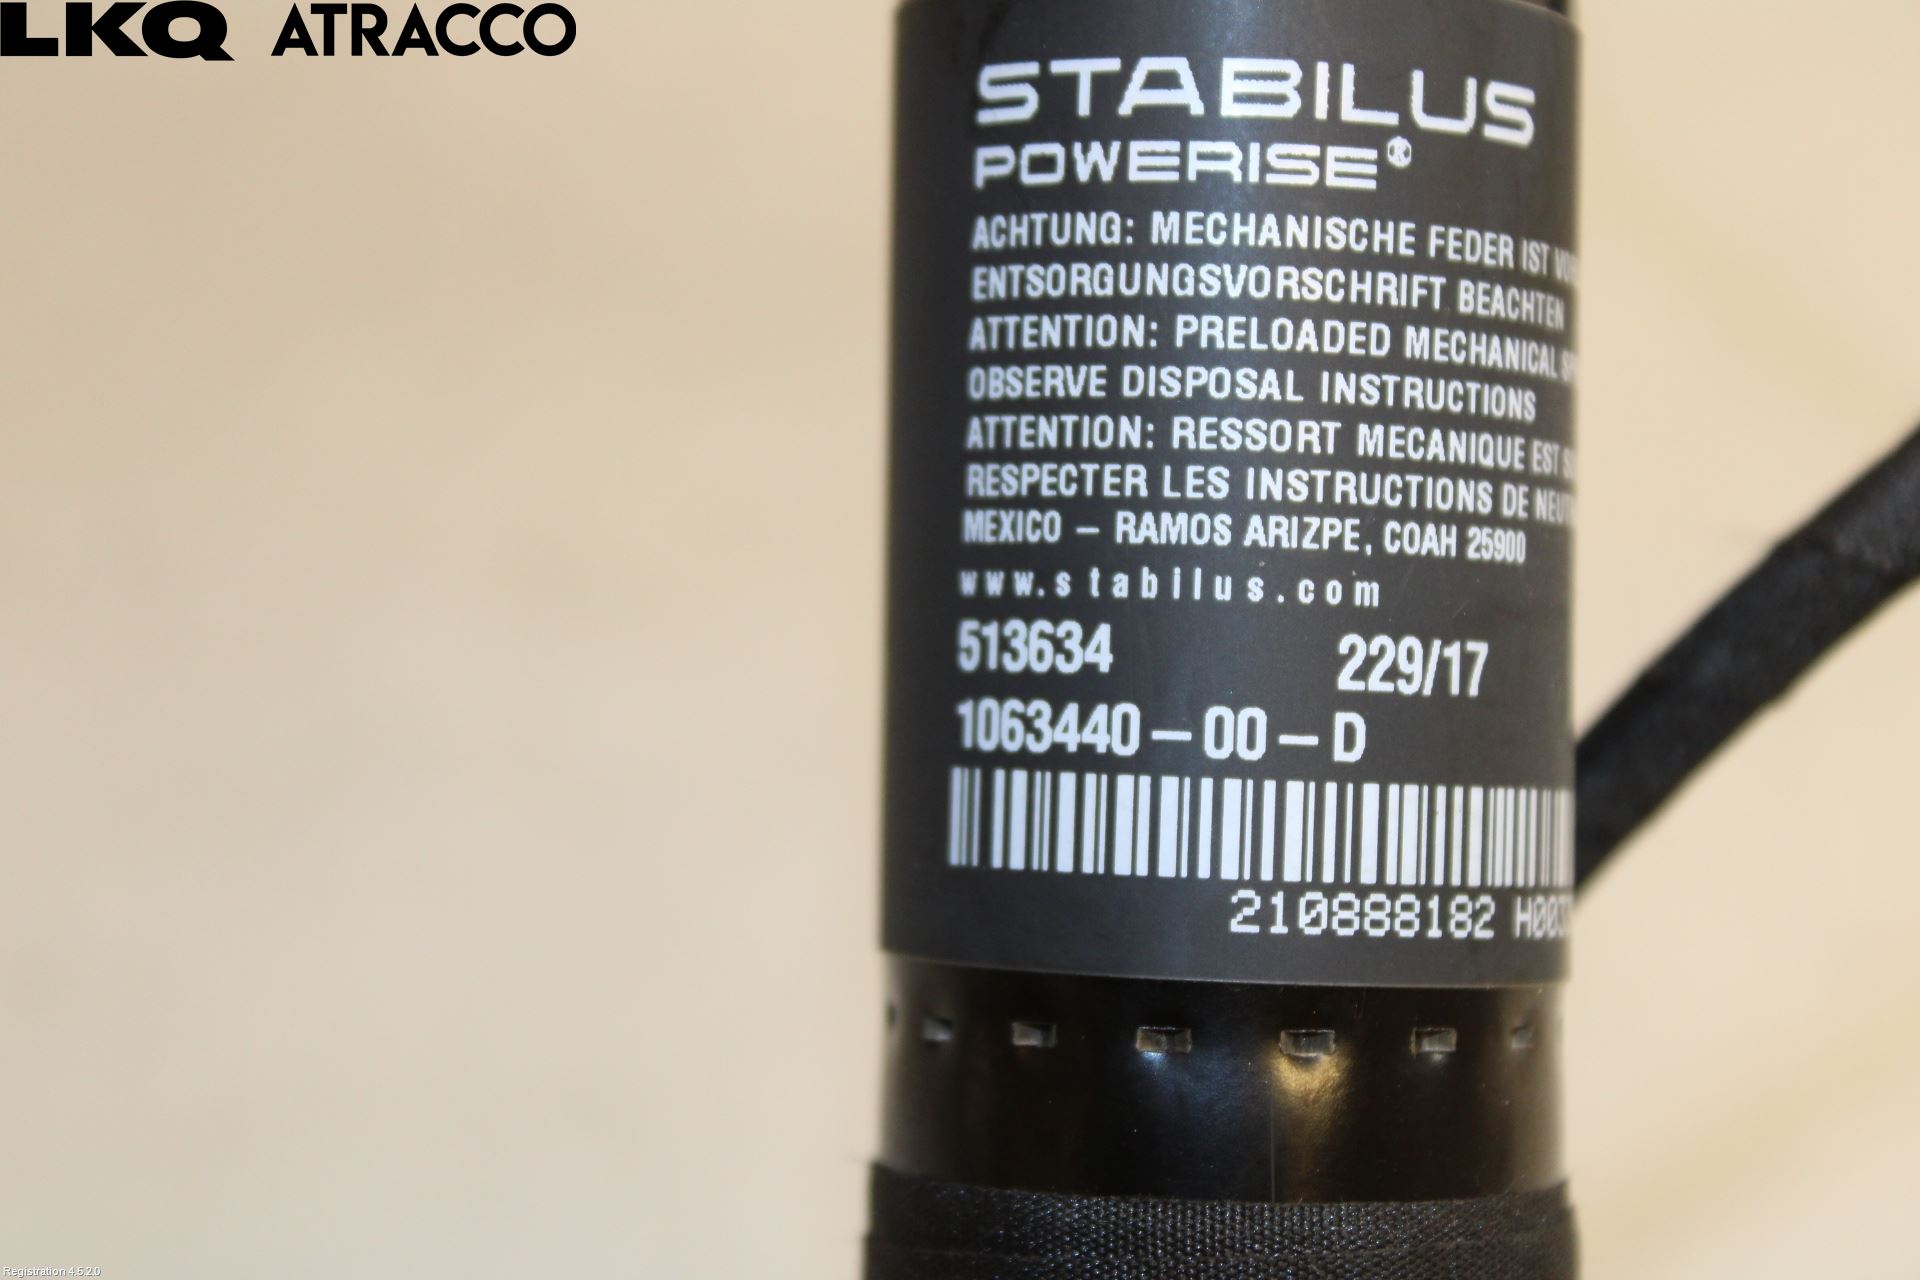 LKQ ATRACCO
STABILUS
POWERISE®
ACHTUNG: MECHANISCHE FEDER IST
ENTSORGUNGSVORSCHRIFT BEACHTEN
ATTENTION: PRELOADED MECHANICAL
OBSERVE DISPOSAL INSTRUCTIONS
ATTENTION: RESSORT MECANIQUE EST
RESPECTER LES INSTRUCTIONS DE
MEXICO – RAMOS ARIZPE, COAH 25900
www.stabilus.com
513634 229/17
1063440-00-D
210888182
Registration 4.5.2.0